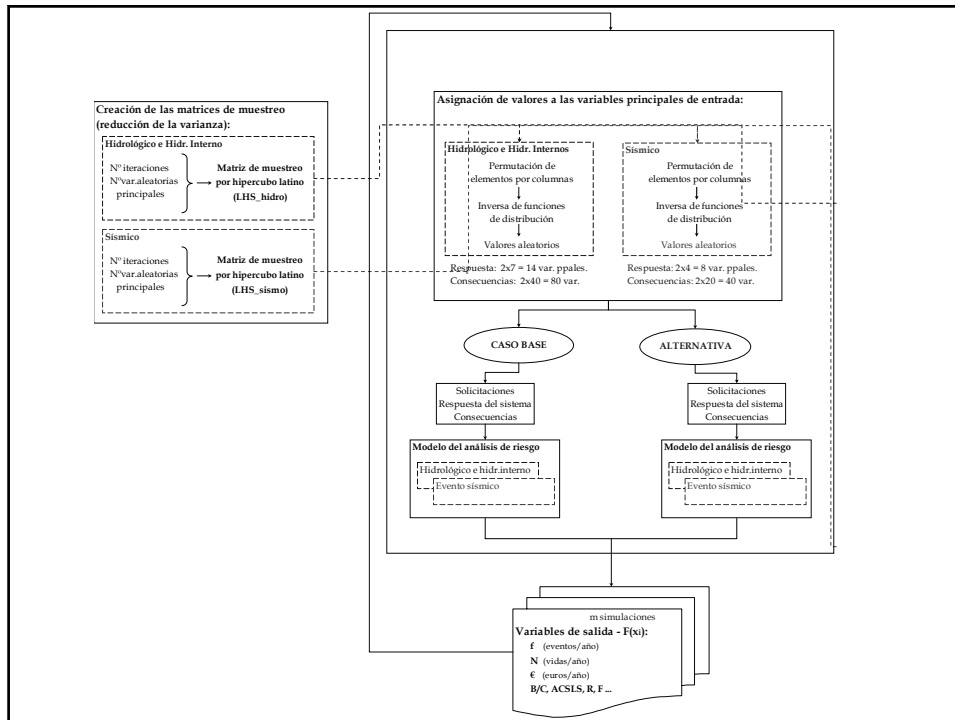 Creación de las matrices de muestreo
(reducción de la varianza):
Hidrológico e Hidr. Interno
Nº iteraciones
Nºvar.aleatorias
principales
Matriz de muestreo
por hipercubo latino
(LHS_hidro)
Sísmico
Nº iteraciones
Nºvar.aleatorias
principales
Matriz de muestreo
por hipercubo latino
(LHS_sismo)
Asignación de valores a las variables principales de entrada:
Hidrológico e Hidr. Internos
Permutación de
elementos por columnas
Inversa de funciones
de distribución
Valores aleatorios
Respuesta: 2x7 = 14 var. ppales.
Consecuencias: 2x40 = 80 var.
Sísmico
Permutación de
elementos por columnas
Inversa de funciones
de distribución
Valores aleatorios
Respuesta: 2x4 = 8 var. ppales.
Consecuencias: 2x20 = 40 var.
CASO BASE
Solicitaciones
Respuesta del sistema
Consecuencias
Modelo del análisis de riesgo
Hidrológico e hidr.interno
Evento sísmico
ALTERNATIVA
Solicitaciones
Respuesta del sistema
Consecuencias
Modelo del análisis de riesgo
Hidrológico e hidr.interno
Evento sísmico
m simulaciones
Variables de salida - F(xi):
f (eventos/año)
N (vidas/año)
€ (euros/año)
B/C, ACSLS, R, F ...